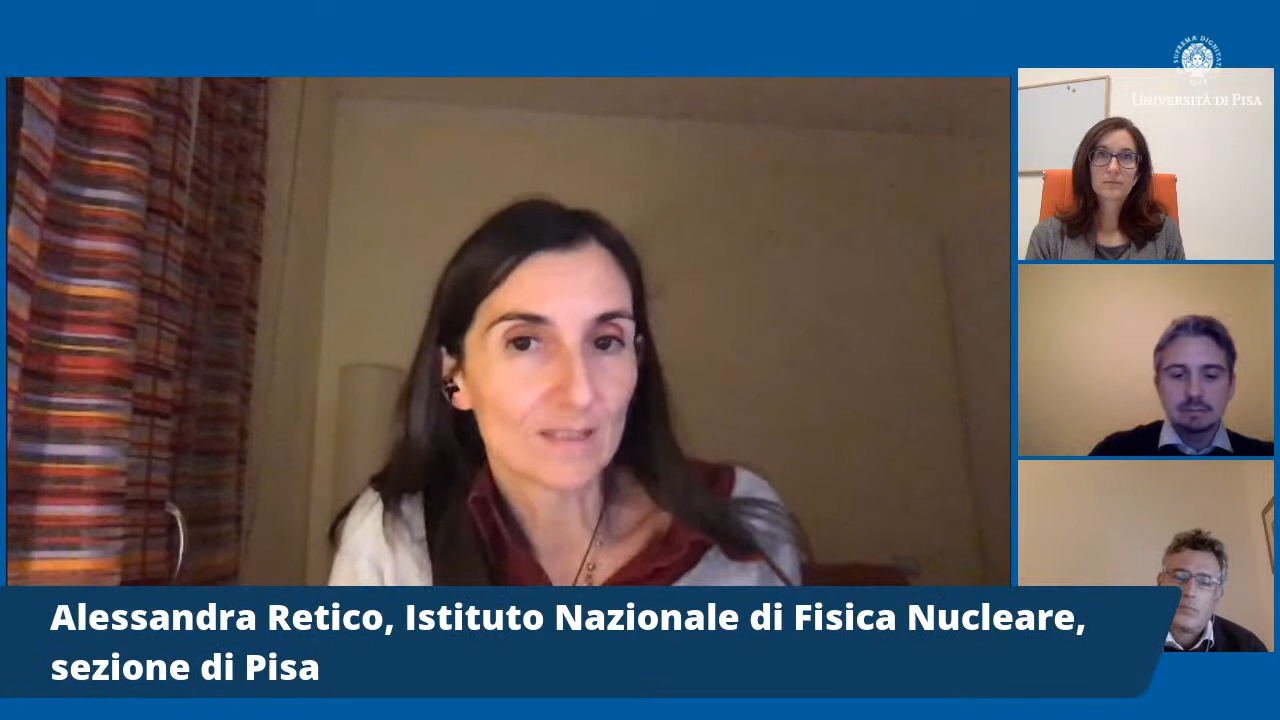 UNIVERSITÀ DI PISA
Alessandra Retico, Istituto Nazionale di Fisica Nucleare,
sezione di Pisa